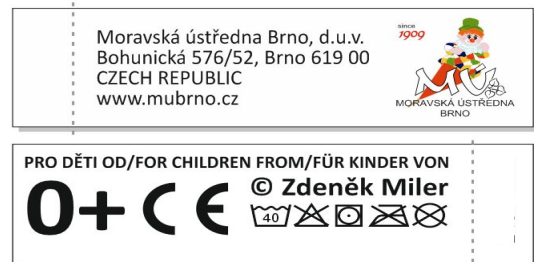 Moravská ústředna Brno, d.u.v.
Bohunická 576/52, Brno 619 00
CZECH REPUBLIC
www.mubrno.cz
since
1909
MÚ
MORAVSKÁ ÚSTŘEDNA
BRNO
PRO DĚTI OD/FOR CHILDREN FROM/FÜR KINDER VON
0+ CE
© Zdeněk Miler
40